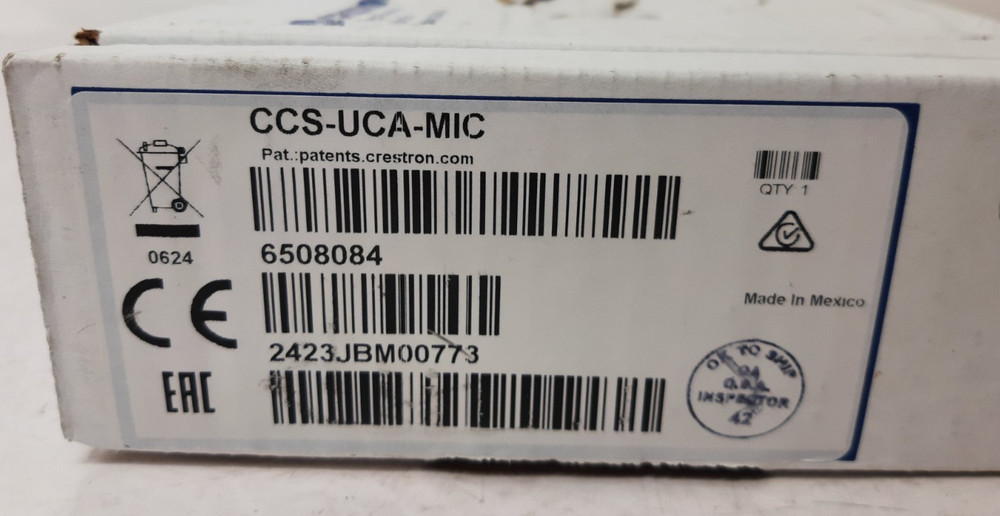 CCS-UCA-MIC
Pat.:patents.crestron.com
QTY 1
6508084
0624
CE
Made In Mexico
2423JBM00773
EAC
OK TO SHIP
Q.A.
INSPECTOR
42